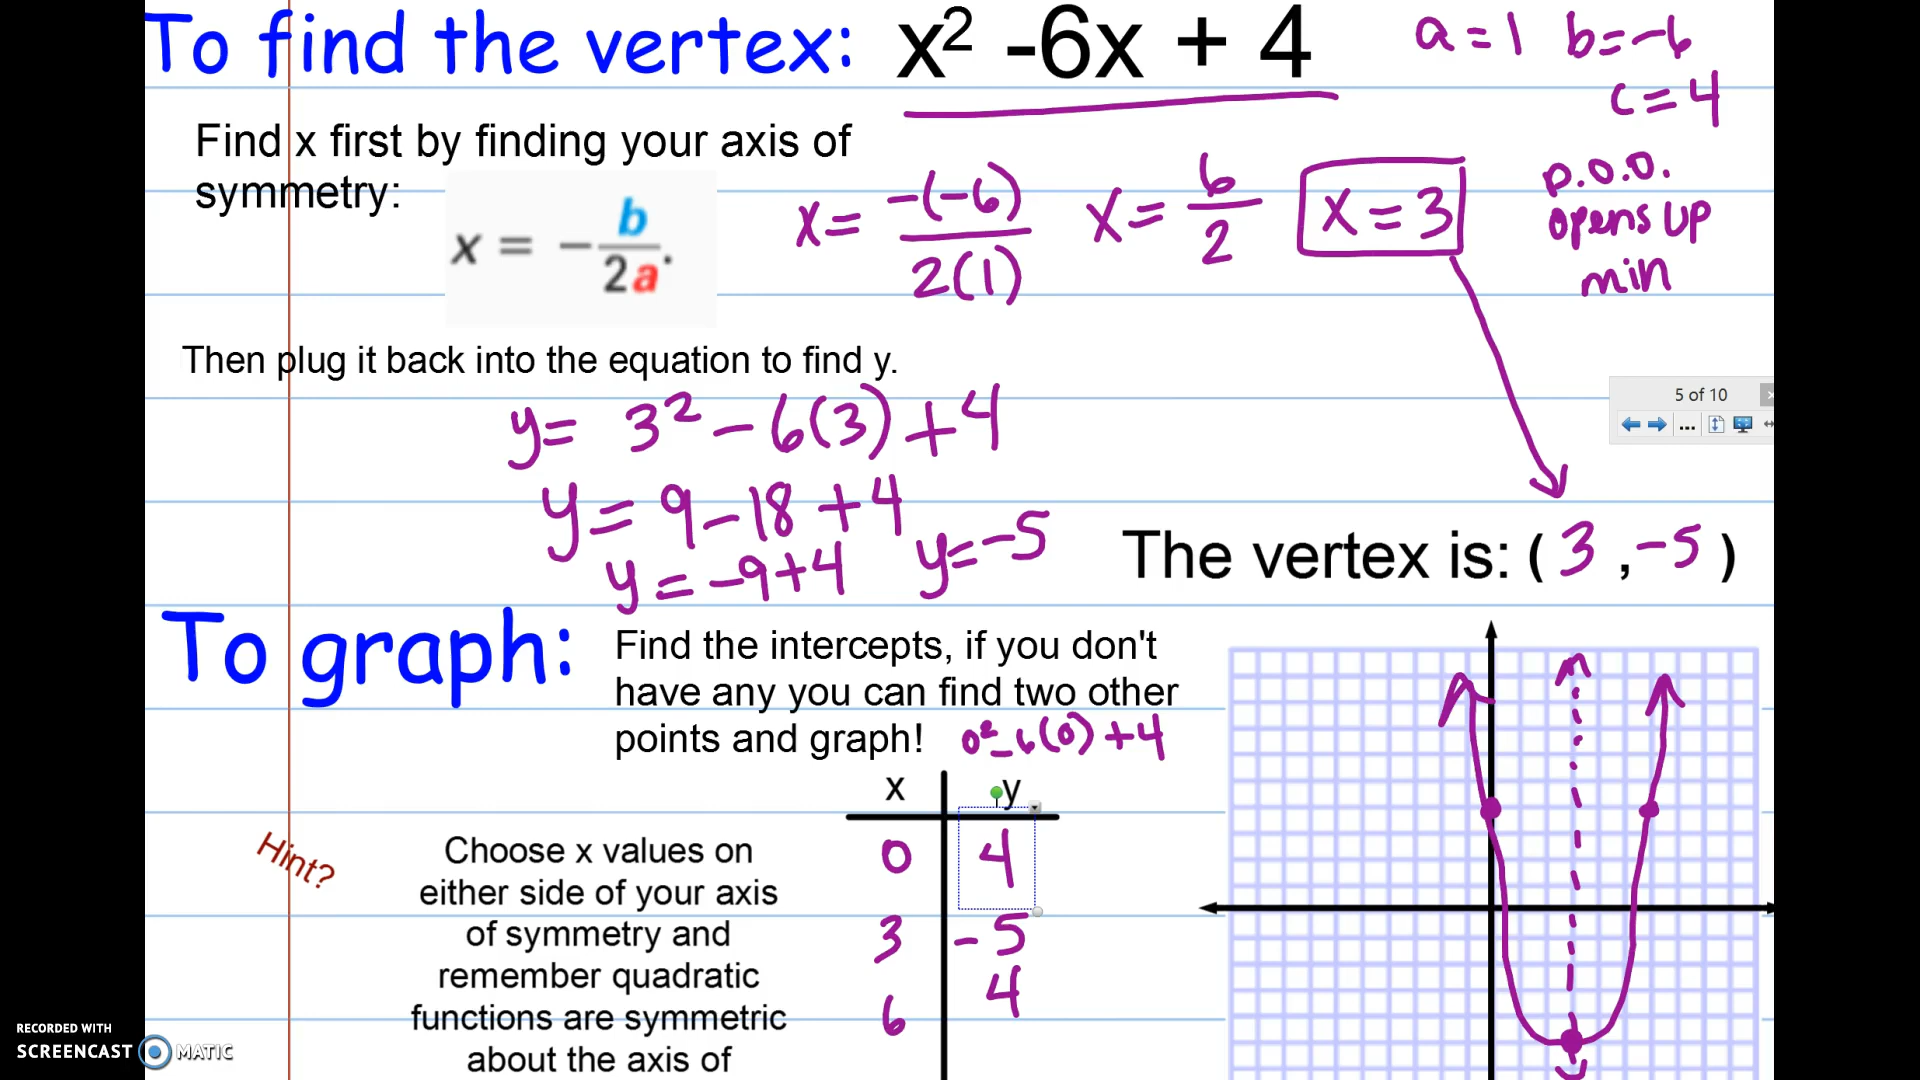 To find the vertex: x² -6x + 4 a = 1 b = -6
c = 4
Find x first by finding your axis of
symmetry:
x = - b/2a.
x = -(-6)/2(1) x = 6/2 x = 3
p.o.o.
opens up
min
Then plug it back into the equation to find y.
5 of 10
...
y = 3² - 6(3) + 4
y = 9 - 18 + 4
y = -9 + 4 y = -5
The vertex is: ( 3 , -5 )
To graph:
Find the intercepts, if you don't
have any you can find two other
points and graph! 0² - 6(0) + 4
x y
0 4
3 -5
6 4
Hint?
Choose x values on
either side of your axis
of symmetry and
remember quadratic
functions are symmetric
about the axis of
RECORDED WITH
SCREENCAST MATIC